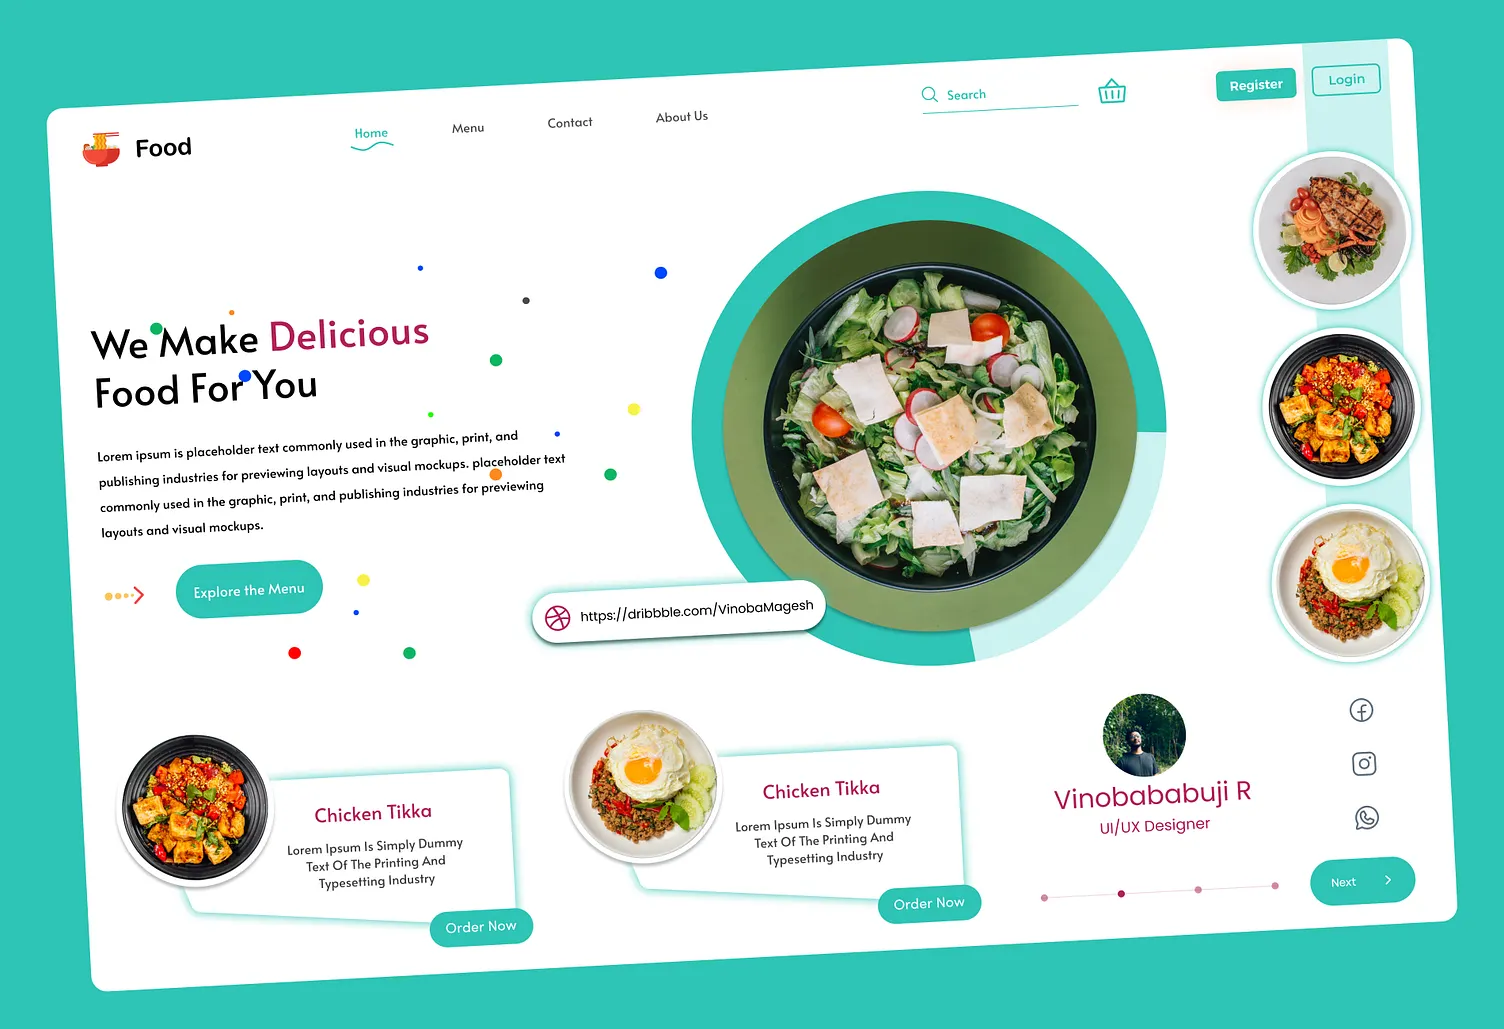 Food
Home
Menu
Contact
About Us
Search
Register
Login
We Make Delicious
Food For You
Lorem ipsum is placeholder text commonly used in the graphic, print, and
publishing industries for previewing layouts and visual mockups. placeholder text
commonly used in the graphic, print, and publishing industries for previewing
layouts and visual mockups.
Explore the Menu
https://dribbble.com/VinobaMagesh
Chicken Tikka
Lorem Ipsum Is Simply Dummy
Text Of The Printing And
Typesetting Industry
Order Now
Chicken Tikka
Lorem Ipsum Is Simply Dummy
Text Of The Printing And
Typesetting Industry
Order Now
Vinobababuji R
UI/UX Designer
Next